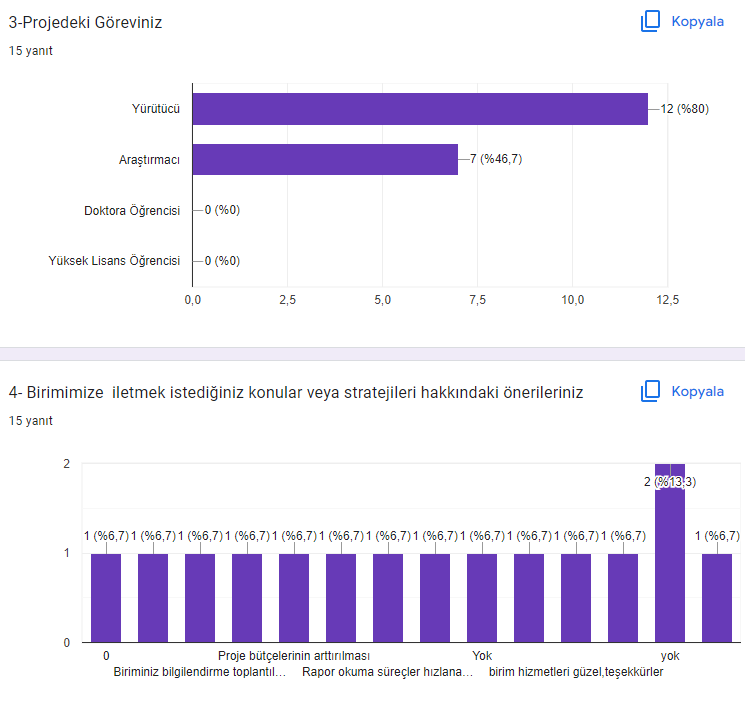 3-Projedeki Göreviniz
Kopyala
15 yanıt
Yürütücü
12 (%80)
Araştırmacı
7 (%46,7)
Doktora Öğrencisi
0 (%0)
Yüksek Lisans Öğrencisi
0 (%0)
0,0 2,5 5,0 7,5 10,0 12,5
4- Birimimize iletmek istediğiniz konular veya stratejileri hakkındaki önerileriniz
Kopyala
15 yanıt
2
2 (%13,3)
1 (%6,7) 1 (%6,7) 1 (%6,7) 1 (%6,7) 1 (%6,7) 1 (%6,7) 1 (%6,7) 1 (%6,7) 1 (%6,7) 1 (%6,7) 1 (%6,7) 1 (%6,7) 1 (%6,7)
1
0
0 Proje bütçelerinin arttırılması Yok yok
Biriminiz bilgilendirme toplantıl… Rapor okuma süreçler hızlana… birim hizmetleri güzel,teşekkürler